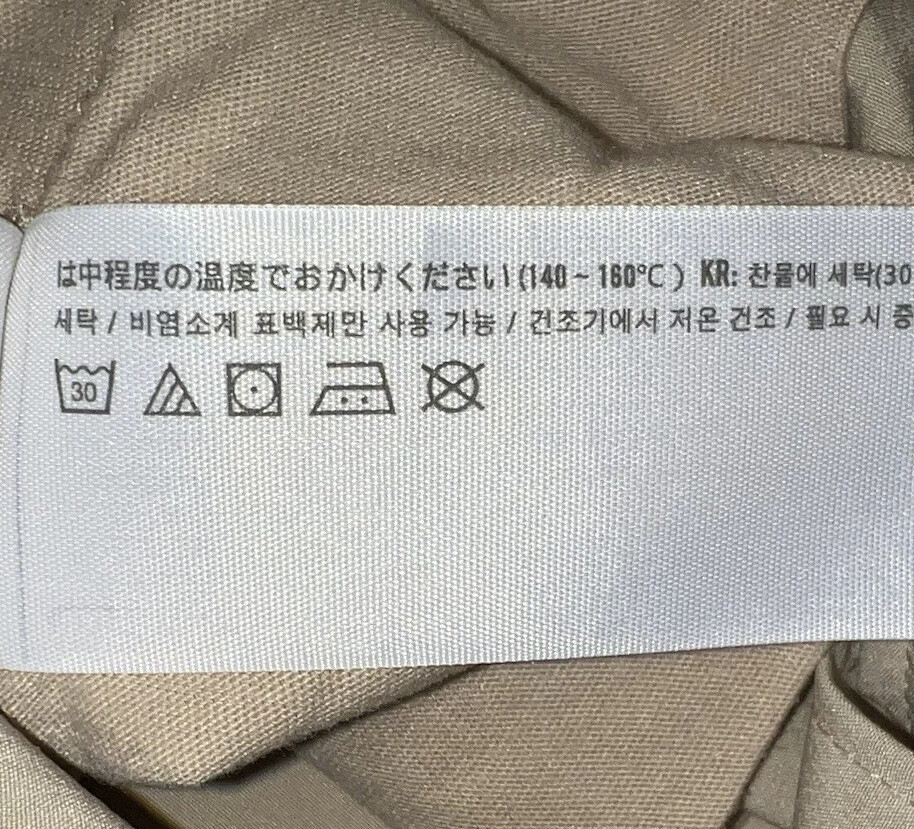 は中程度の温度でおかけください(140 ~ 160℃ ) KR: 찬물에 세탁(30
세탁 / 비염소계 표백제만 사용 가능 / 건조기에서 저온 건조 / 필요 시 중
30